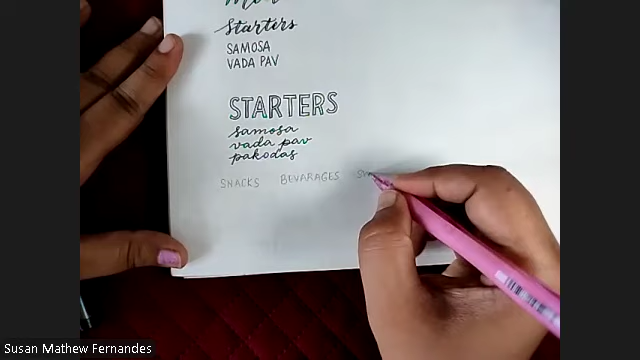 Starters
SAMOSA
VADA PAV
STARTERS
samosa
vada pav
pakodas
SNACKS BEVARAGES
Susan Mathew Fernandes